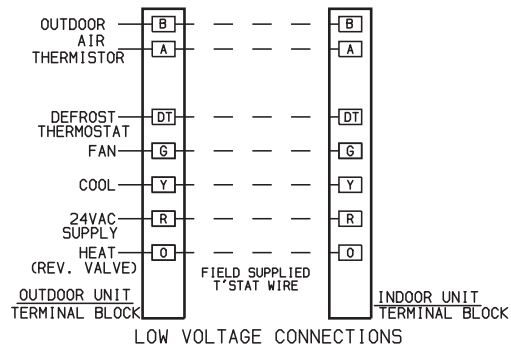 OUTDOOR
AIR
THERMISTOR
B
B
A
A
DEFROST
THERMOSTAT
DT
DT
FAN
G
G
COOL
Y
Y
24VAC
SUPPLY
R
R
HEAT
(REV. VALVE)
O
O
FIELD SUPPLIED
T'STAT WIRE
OUTDOOR UNIT
TERMINAL BLOCK
INDOOR UNIT
TERMINAL BLOCK
LOW VOLTAGE CONNECTIONS